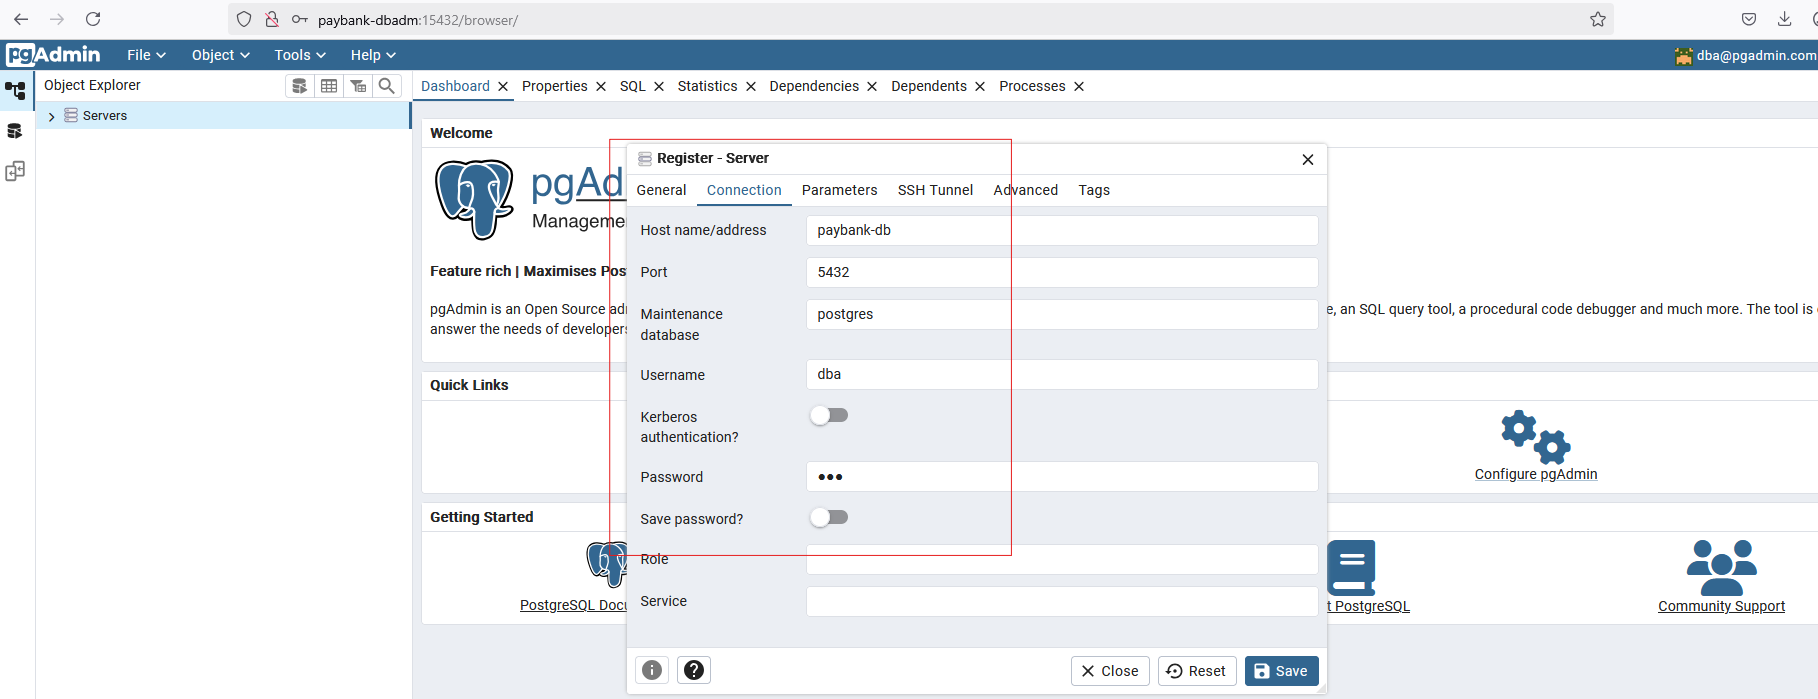 paybank-dbadm:15432/browser/
pgAdmin File Object Tools Help dba@pgadmin.com
Object Explorer
Servers
Dashboard Properties SQL Statistics Dependencies Dependents Processes
Welcome
pgAd
Manageme
Feature rich | Maximises Pos
pgAdmin is an Open Source ad
e, an SQL query tool, a procedural code debugger and much more. The tool is
answer the needs of developers
Register - Server
General Connection Parameters SSH Tunnel Advanced Tags
Host name/address paybank-db
Port 5432
Maintenance
database
postgres
Username dba
Kerberos
authentication?
Password •••
Save password?
Role
Service
Close Reset Save
Quick Links
Configure pgAdmin
Getting Started
PostgreSQL Docu
t PostgreSQL
Community Support